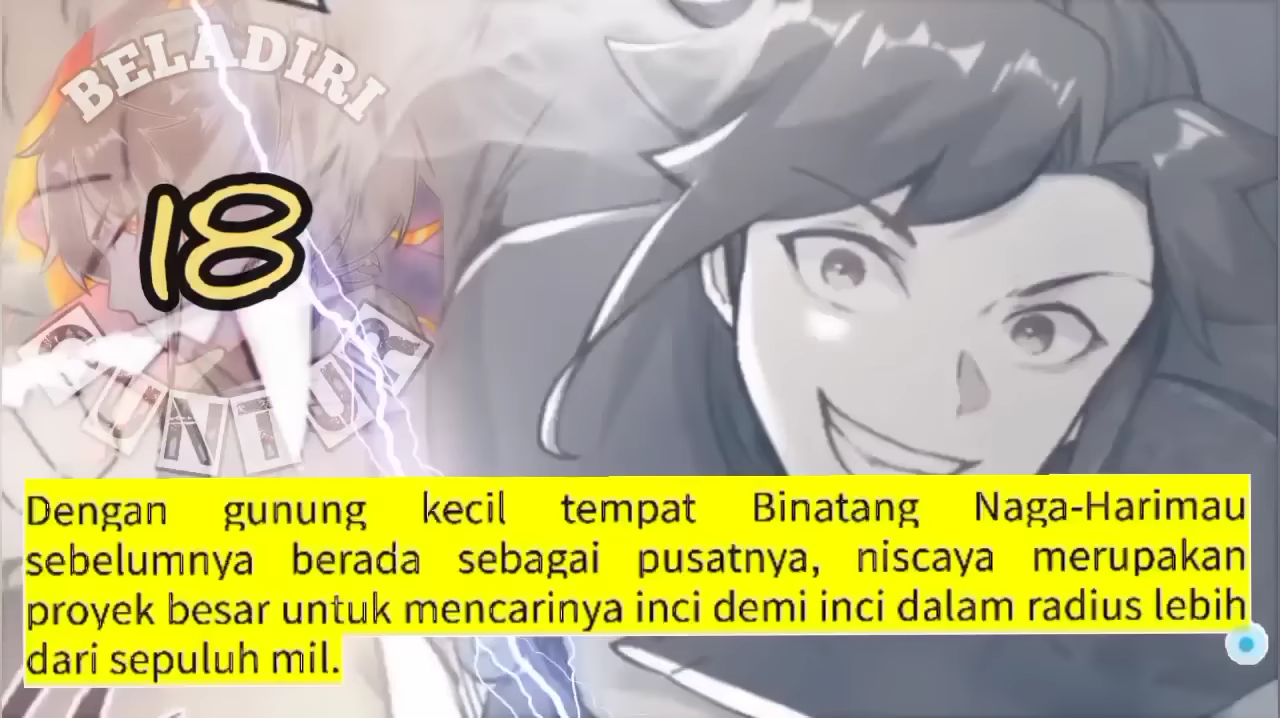 BELADIRI
18
GUNTUR
Dengan gunung kecil tempat Binatang Naga-Harimau
sebelumnya berada sebagai pusatnya, niscaya merupakan
proyek besar untuk mencarinya inci demi inci dalam radius lebih
dari sepuluh mil.